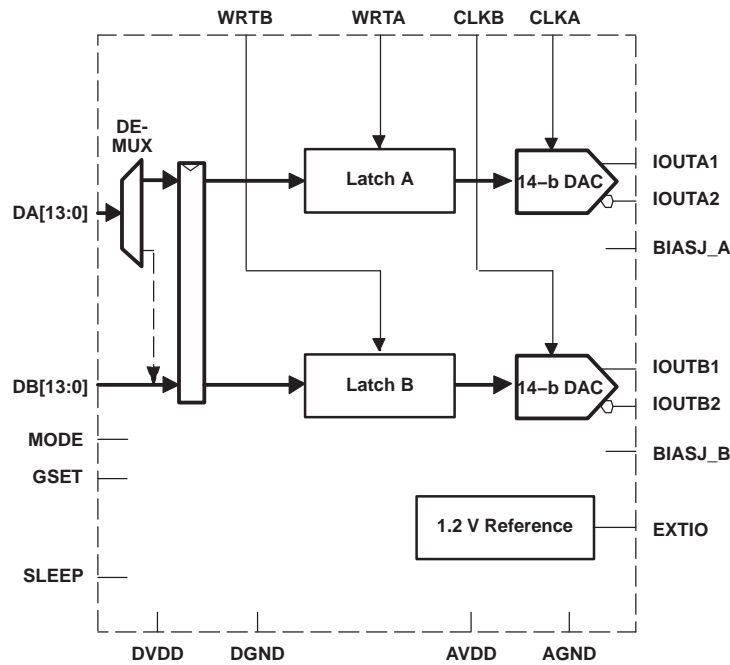 WRTB
WRTA
CLKB
CLKA
DE-
MUX
DA[13:0]
Latch A
14–b DAC
IOUTA1
IOUTA2
BIASJ_A
DB[13:0]
Latch B
14–b DAC
IOUTB1
IOUTB2
BIASJ_B
MODE
GSET
1.2 V Reference
EXTIO
SLEEP
DVDD
DGND
AVDD
AGND